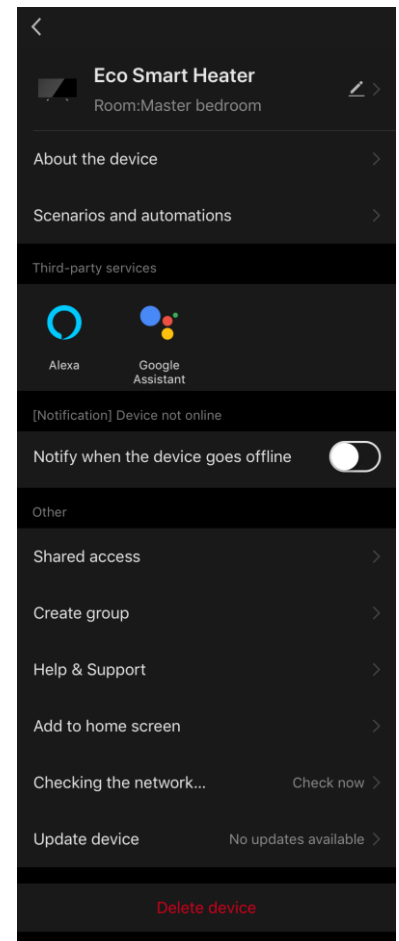 Eco Smart Heater
Room:Master bedroom
About the device
Scenarios and automations
Third-party services
Alexa
Google
Assistant
[Notification] Device not online
Notify when the device goes offline
Other
Shared access
Create group
Help & Support
Add to home screen
Checking the network... Check now
Update device No updates available
Delete device